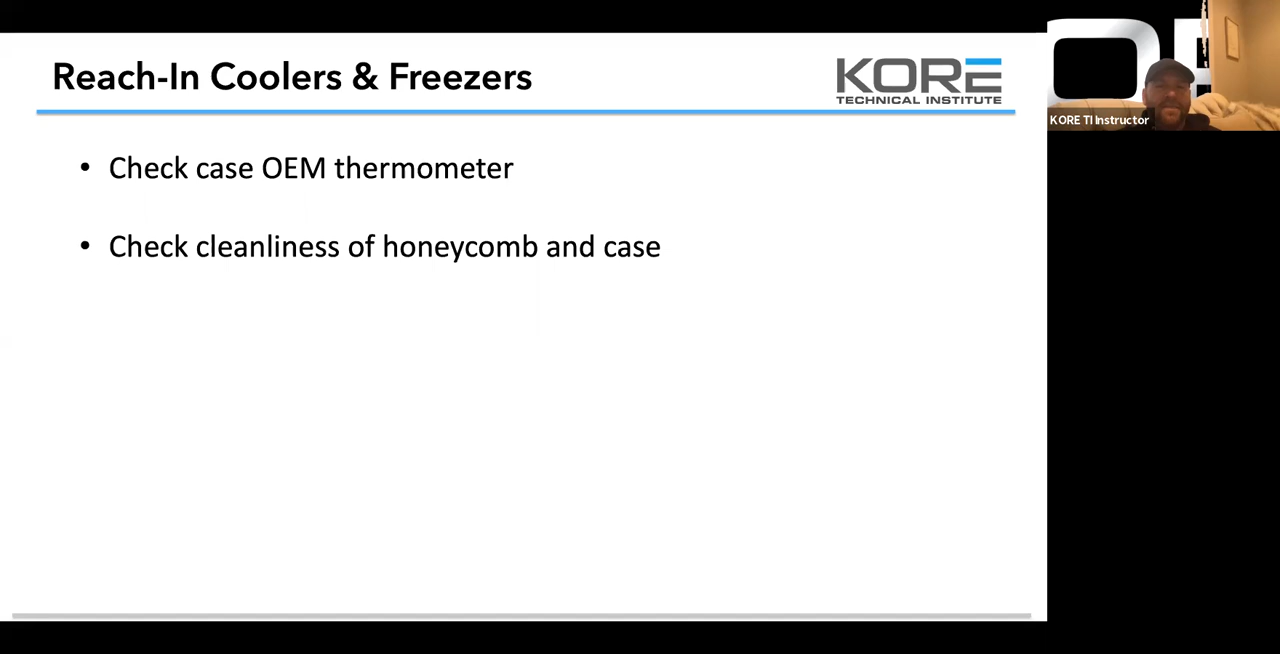 Reach-In Coolers & Freezers
KORE
TECHNICAL INSTITUTE
• Check case OEM thermometer
• Check cleanliness of honeycomb and case
KORE TI Instructor